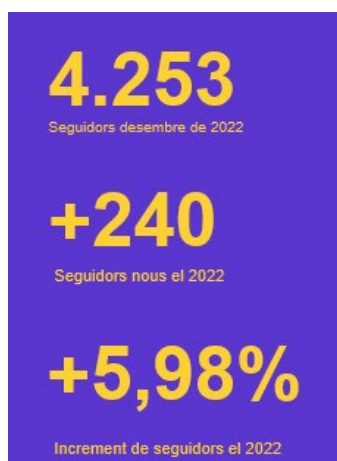 4.253
Seguidors desembre de 2022
+240
Seguidors nous el 2022
+5,98%
Increment de seguidors el 2022